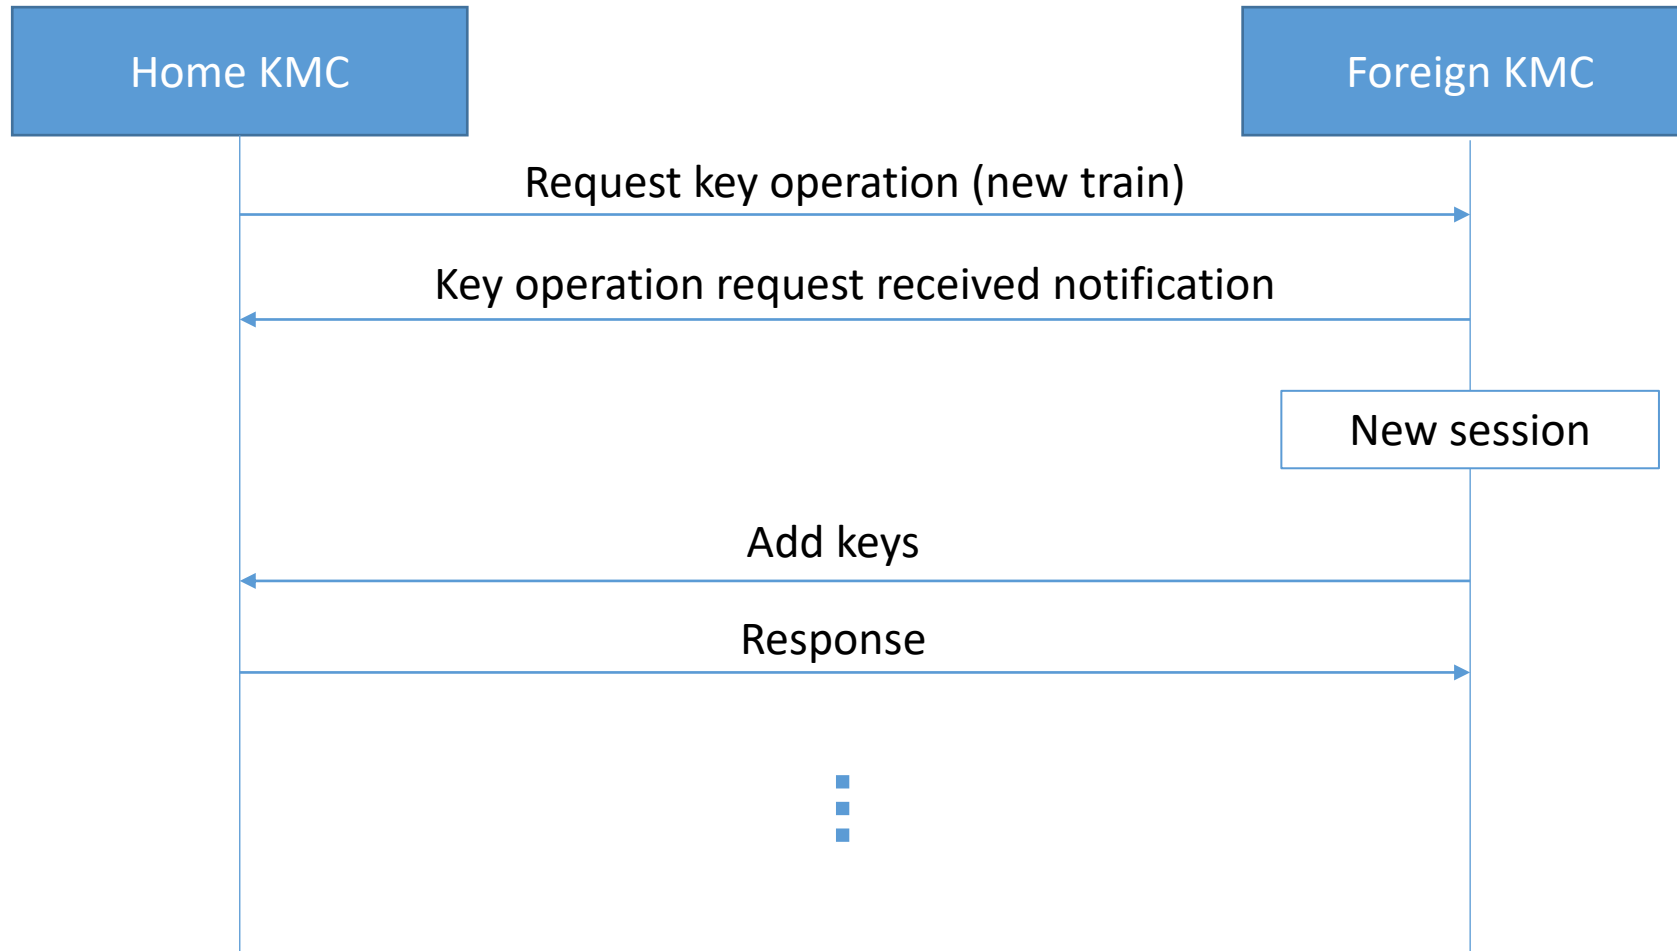 Home KMC
Foreign KMC
Request key operation (new train)
Key operation request received notification
New session
Add keys
Response